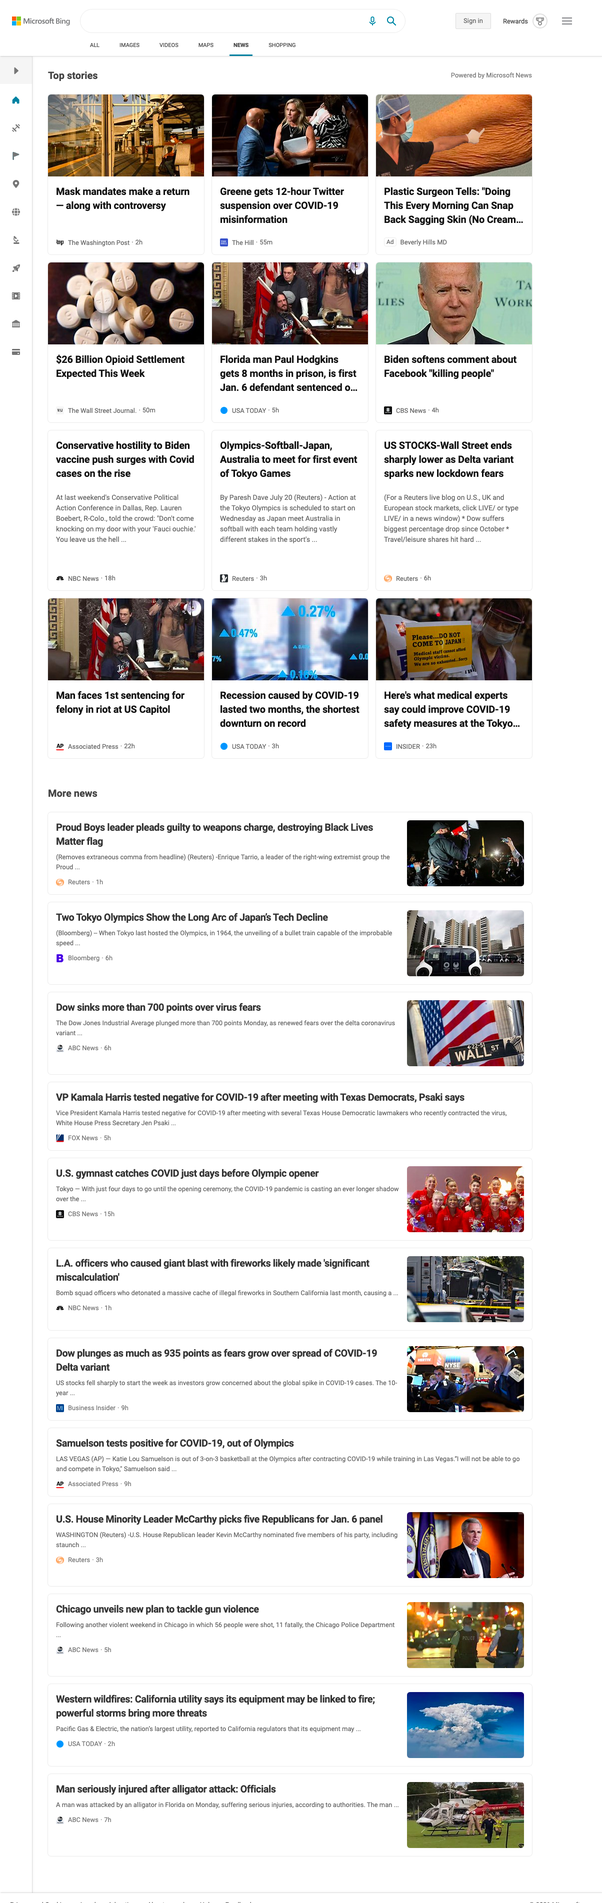 Microsoft Bing
Sign in
Rewards
ALL IMAGES VIDEOS MAPS NEWS SHOPPING
Top stories
Powered by Microsoft News
Mask mandates make a return
— along with controversy
wp The Washington Post · 2h
Greene gets 12-hour Twitter
suspension over COVID-19
misinformation
The Hill · 55m
Plastic Surgeon Tells: "Doing
This Every Morning Can Snap
Back Sagging Skin (No Cream...
Ad Beverly Hills MD
$26 Billion Opioid Settlement
Expected This Week
The Wall Street Journal. · 50m
Florida man Paul Hodgkins
gets 8 months in prison, is first
Jan. 6 defendant sentenced o...
USA TODAY · 5h
LIES
TA
WORK
Biden softens comment about
Facebook "killing people"
CBS News · 4h
Conservative hostility to Biden
vaccine push surges with Covid
cases on the rise
At last weekend's Conservative Political
Action Conference in Dallas, Rep. Lauren
Boebert, R-Colo., told the crowd: "Don't come
knocking on my door with your 'Fauci ouchie.'
You leave us the hell ...
NBC News · 18h
Olympics-Softball-Japan,
Australia to meet for first event
of Tokyo Games
By Paresh Dave July 20 (Reuters) - Action at
the Tokyo Olympics is scheduled to start on
Wednesday as Japan meet Australia in
softball with each team holding vastly
different stakes in the sport's ...
Reuters · 3h
US STOCKS-Wall Street ends
sharply lower as Delta variant
sparks new lockdown fears
(For a Reuters live blog on U.S., UK and
European stock markets, click LIVE/ or type
LIVE/ in a news window) * Dow suffers
biggest percentage drop since October *
Travel/leisure shares hit hard ...
Reuters · 6h
Man faces 1st sentencing for
felony in riot at US Capitol
AP Associated Press · 22h
0.27%
0.47%
7%
0.0
0.16%
Recession caused by COVID-19
lasted two months, the shortest
downturn on record
USA TODAY · 3h
Please...DO NOT
COME TO JAPAN!
Here's what medical experts
say could improve COVID-19
safety measures at the Tokyo...
INSIDER · 23h
More news
Proud Boys leader pleads guilty to weapons charge, destroying Black Lives
Matter flag
(Removes extraneous comma from headline) (Reuters) -Enrique Tarrio, a leader of the right-wing extremist group the
Proud ...
Reuters · 1h
Two Tokyo Olympics Show the Long Arc of Japan's Tech Decline
(Bloomberg) -- When Tokyo last hosted the Olympics, in 1964, the unveiling of a bullet train capable of the improbable
speed ...
B Bloomberg · 6h
Dow sinks more than 700 points over virus fears
The Dow Jones Industrial Average plunged more than 700 points Monday, as renewed fears over the delta coronavirus
variant ...
ABC News · 6h
WALL ST
VP Kamala Harris tested negative for COVID-19 after meeting with Texas Democrats, Psaki says
Vice President Kamala Harris tested negative for COVID-19 after meeting with several Texas House Democratic lawmakers who recently contracted the virus,
White House Press Secretary Jen Psaki ...
FOX News · 5h
U.S. gymnast catches COVID just days before Olympic opener
Tokyo — With just four days to go until the opening ceremony, the COVID-19 pandemic is casting an ever longer shadow
over the ...
CBS News · 15h
L.A. officers who caused giant blast with fireworks likely made 'significant
miscalculation'
Bomb squad officers who detonated a massive cache of illegal fireworks in Southern California last month, causing a ...
NBC News · 1h
Dow plunges as much as 935 points as fears grow over spread of COVID-19
Delta variant
US stocks fell sharply to start the week as investors grow concerned about the global spike in COVID-19 cases. The 10-
year ...
BI Business Insider · 9h
NYSE
Samuelson tests positive for COVID-19, out of Olympics
LAS VEGAS (AP) — Katie Lou Samuelson is out of 3-on-3 basketball at the Olympics after contracting COVID-19 while training in Las Vegas."I will not be able to go
and compete in Tokyo," Samuelson said ...
AP Associated Press · 9h
U.S. House Minority Leader McCarthy picks five Republicans for Jan. 6 panel
WASHINGTON (Reuters) -U.S. House Republican leader Kevin McCarthy nominated five members of his party, including
staunch ...
Reuters · 3h
Chicago unveils new plan to tackle gun violence
Following another violent weekend in Chicago in which 56 people were shot, 11 fatally, the Chicago Police Department
...
ABC News · 5h
Western wildfires: California utility says its equipment may be linked to fire;
powerful storms bring more threats
Pacific Gas & Electric, the nation's largest utility, reported to California regulators that its equipment may ...
USA TODAY · 2h
Man seriously injured after alligator attack: Officials
A man was attacked by an alligator in Florida on Monday, suffering serious injuries, according to authorities. The man ...
ABC News · 7h